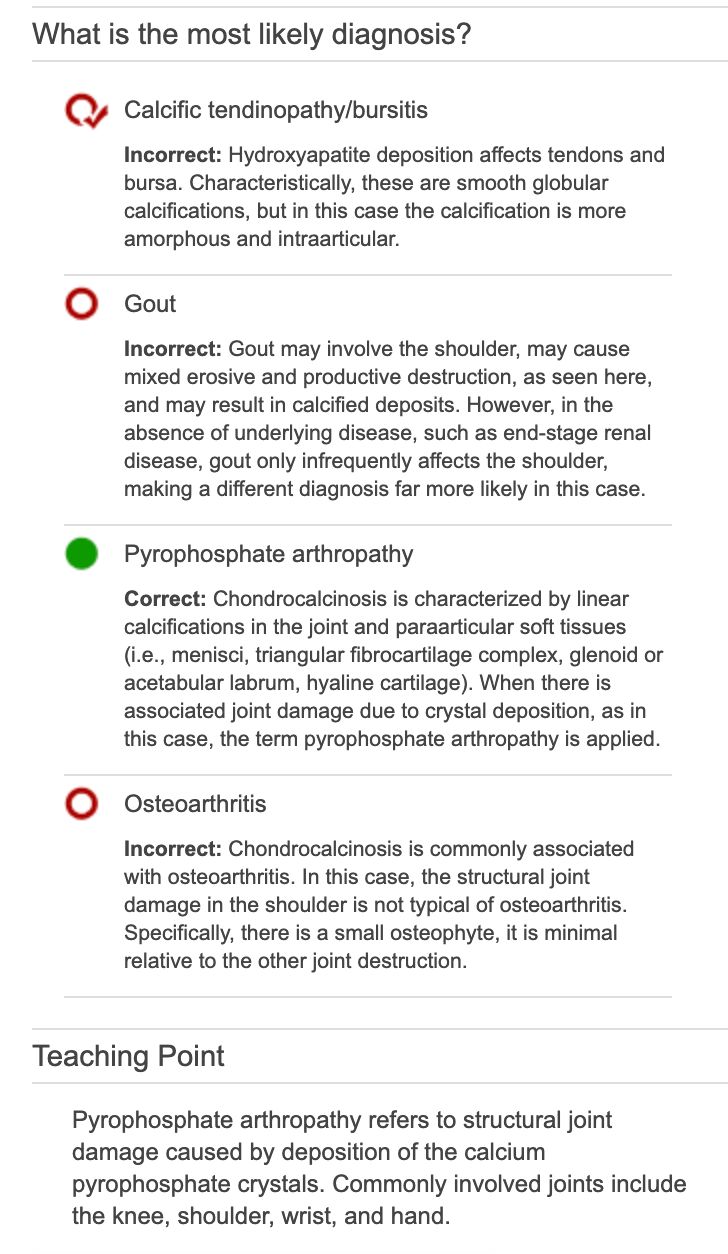 What is the most likely diagnosis?
Calcific tendinopathy/bursitis
Incorrect: Hydroxyapatite deposition affects tendons and
bursa. Characteristically, these are smooth globular
calcifications, but in this case the calcification is more
amorphous and intraarticular.
Gout
Incorrect: Gout may involve the shoulder, may cause
mixed erosive and productive destruction, as seen here,
and may result in calcified deposits. However, in the
absence of underlying disease, such as end-stage renal
disease, gout only infrequently affects the shoulder,
making a different diagnosis far more likely in this case.
Pyrophosphate arthropathy
Correct: Chondrocalcinosis is characterized by linear
calcifications in the joint and paraarticular soft tissues
(i.e., menisci, triangular fibrocartilage complex, glenoid or
acetabular labrum, hyaline cartilage). When there is
associated joint damage due to crystal deposition, as in
this case, the term pyrophosphate arthropathy is applied.
Osteoarthritis
Incorrect: Chondrocalcinosis is commonly associated
with osteoarthritis. In this case, the structural joint
damage in the shoulder is not typical of osteoarthritis.
Specifically, there is a small osteophyte, it is minimal
relative to the other joint destruction.
Teaching Point
Pyrophosphate arthropathy refers to structural joint
damage caused by deposition of the calcium
pyrophosphate crystals. Commonly involved joints include
the knee, shoulder, wrist, and hand.